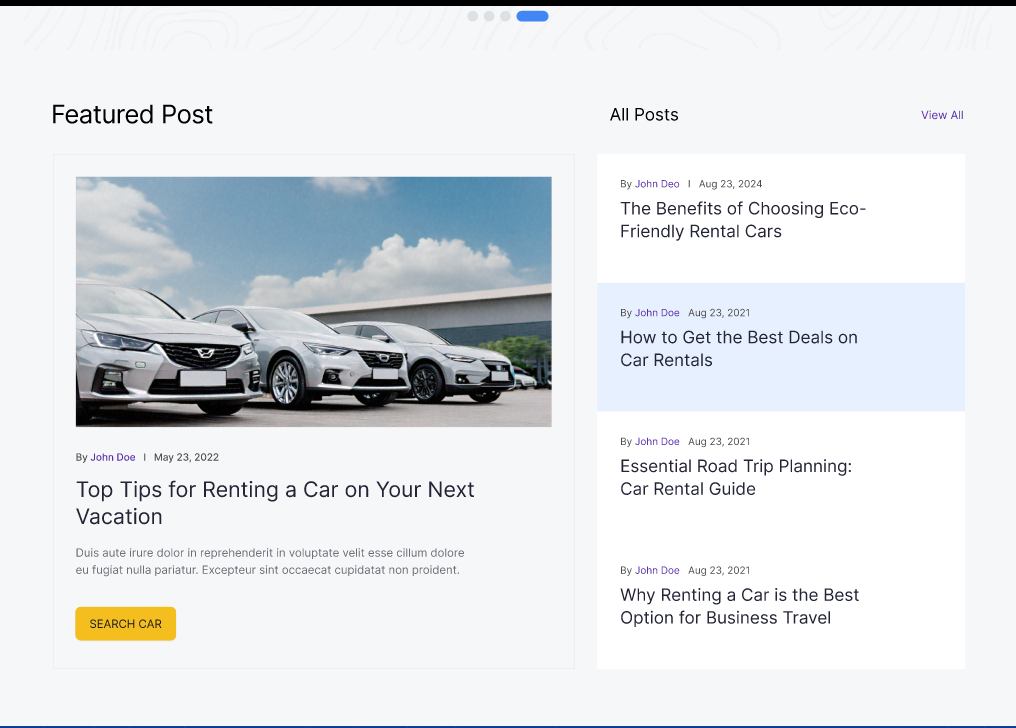 Featured Post
By John Doe | May 23, 2022
Top Tips for Renting a Car on Your Next
Vacation
Duis aute irure dolor in reprehenderit in voluptate velit esse cillum dolore
eu fugiat nulla pariatur. Excepteur sint occaecat cupidatat non proident.
SEARCH CAR
All Posts
View All
By John Deo | Aug 23, 2024
The Benefits of Choosing Eco-
Friendly Rental Cars
By John Doe Aug 23, 2021
How to Get the Best Deals on
Car Rentals
By John Doe Aug 23, 2021
Essential Road Trip Planning:
Car Rental Guide
By John Doe Aug 23, 2021
Why Renting a Car is the Best
Option for Business Travel